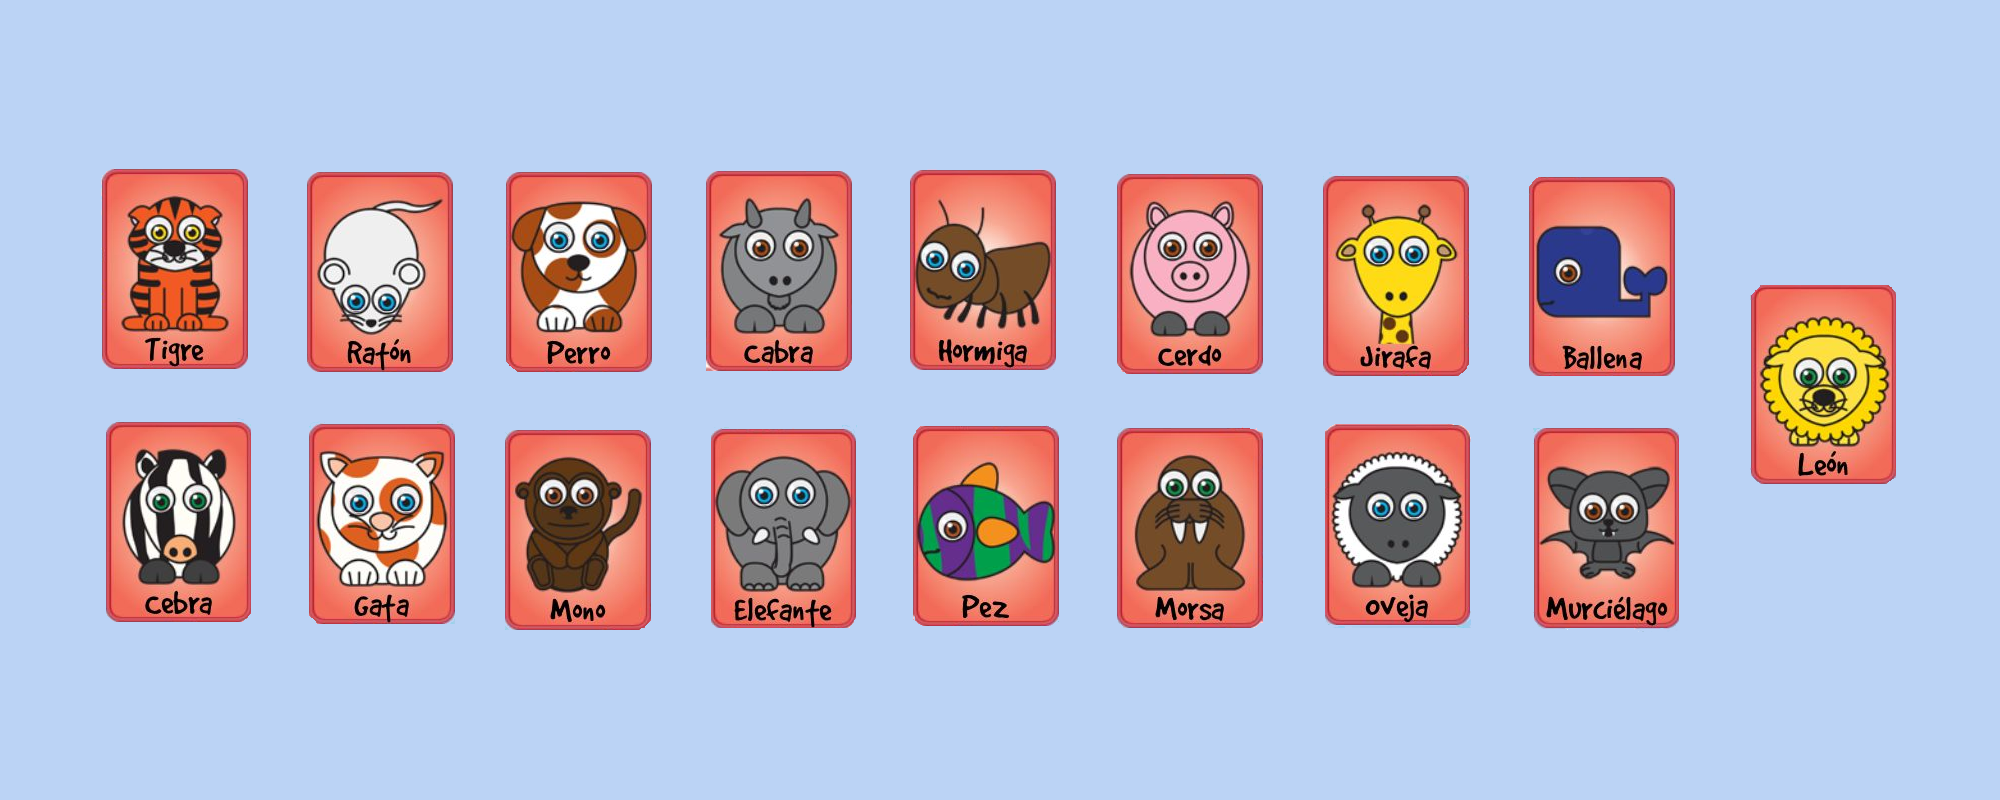 Tigre
Ratón
Perro
Cabra
Hormiga
Cerdo
Jirafa
Ballena
León
Cebra
Gata
Mono
Elefante
Pez
Morsa
oveja
Murciélago